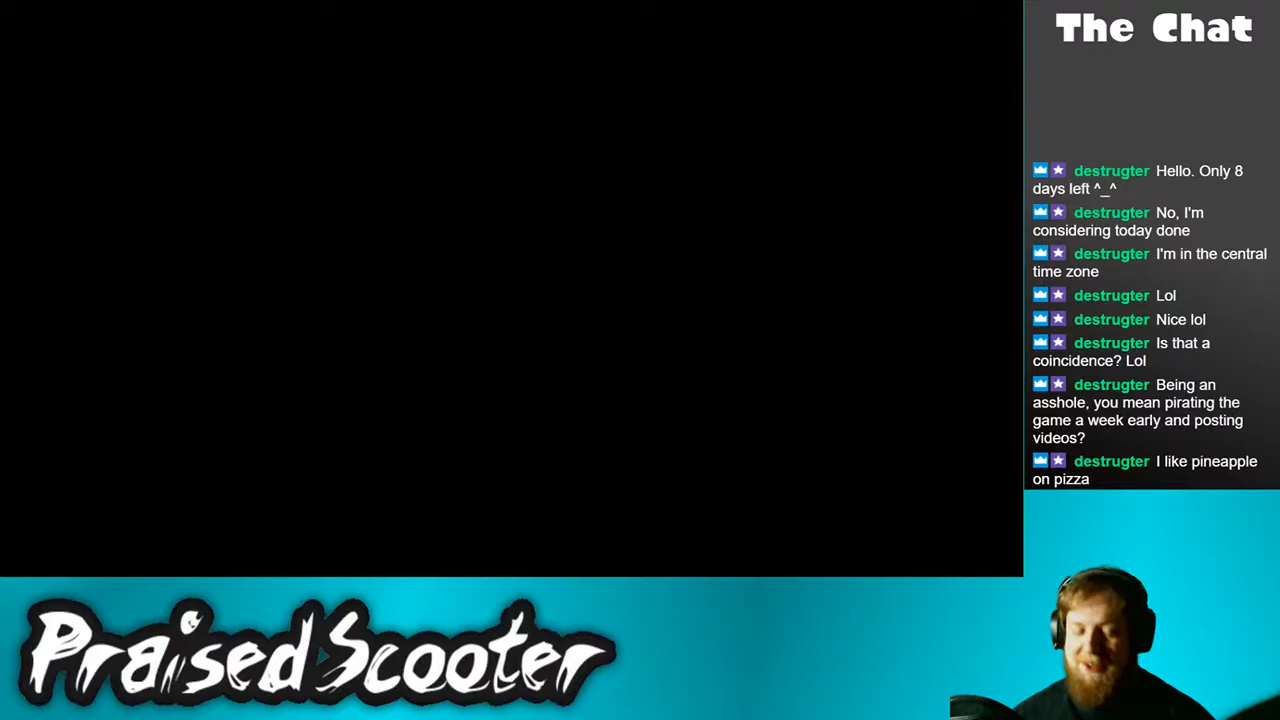 The Chat
destrugter Hello. Only 8
days left ^_^
destrugter No, I'm
considering today done
destrugter I'm in the central
time zone
destrugter Lol
destrugter Nice lol
destrugter Is that a
coincidence? Lol
destrugter Being an
asshole, you mean pirating the
game a week early and posting
videos?
destrugter I like pineapple
on pizza
PraisedScooter